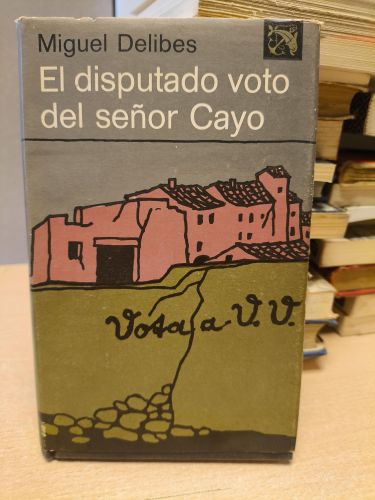 Miguel Delibes
El disputado voto
del señor Cayo
Vota a V.V.